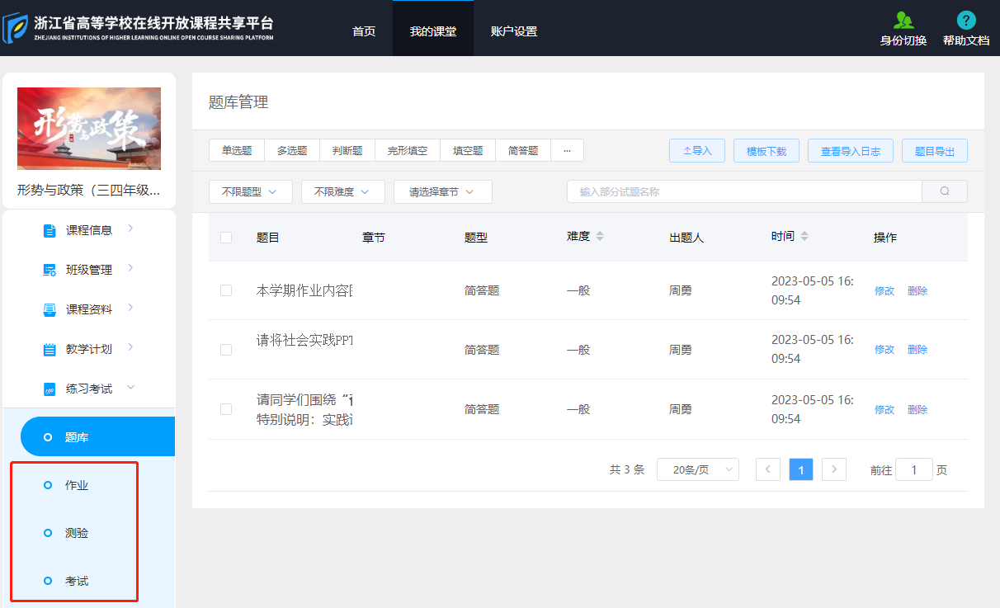 浙江省高等学校在线开放课程共享平台
ZHEJIANG INSTITUTIONS OF HIGHER LEARNING ONLINE OPEN COURSE SHARING PLATFORM
首页
我的课堂
账户设置
身份切换
帮助文档
形势与政策
形势与政策（三四年级...
课程信息
班级管理
课程资料
教学计划
练习考试
题库
作业
测验
考试
题库管理
单选题 多选题 判断题 完形填空 填空题 简答题 ...
导入 模板下载 查看导入日志 题目导出
不限题型 不限难度 请选择章节 输入部分试题名称
题目 章节 题型 难度 出题人 时间 操作
本学期作业内容 简答题 一般 周勇 2023-05-05 16:
09:54 修改 删除
请将社会实践PPT 简答题 一般 周勇 2023-05-05 16:
09:54 修改 删除
请同学们围绕“
特别说明：实践 简答题 一般 周勇 2023-05-05 16:
09:54 修改 删除
共 3 条 20条/页 < 1 > 前往 1 页